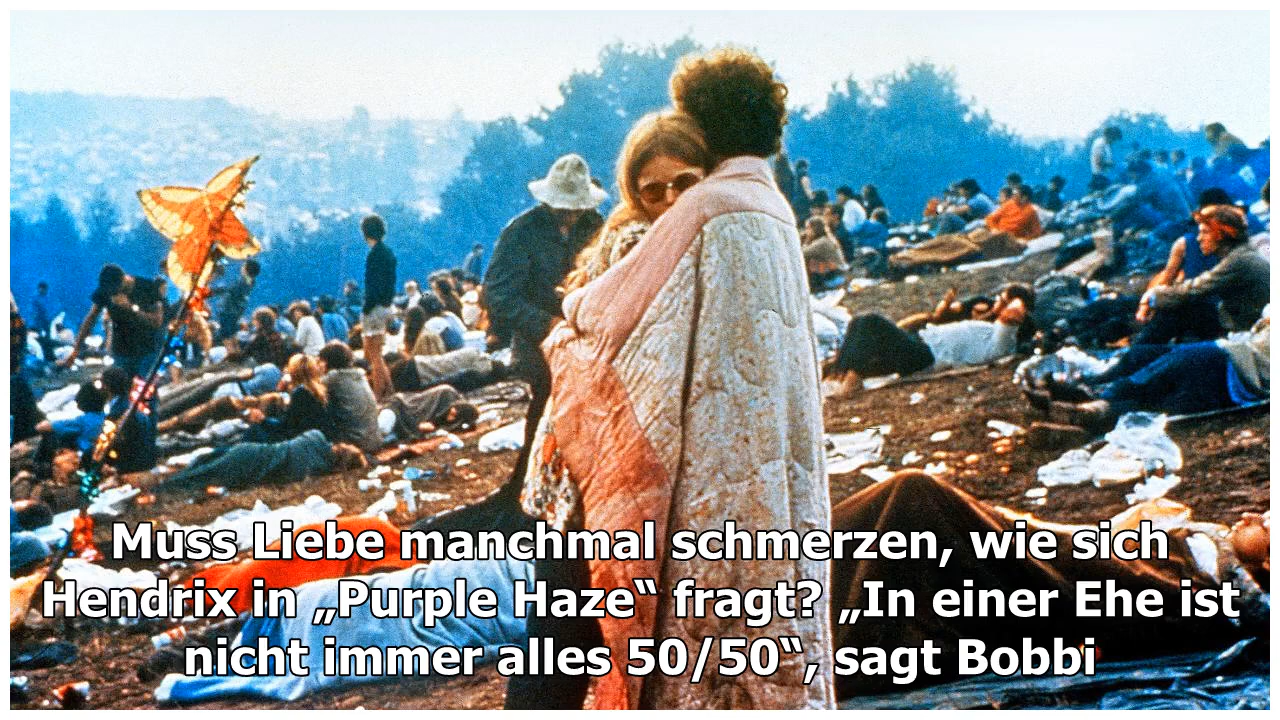 Muss Liebe manchmal schmerzen, wie sich
Hendrix in „Purple Haze“ fragt? „In einer Ehe ist
nicht immer alles 50/50“, sagt Bobbi